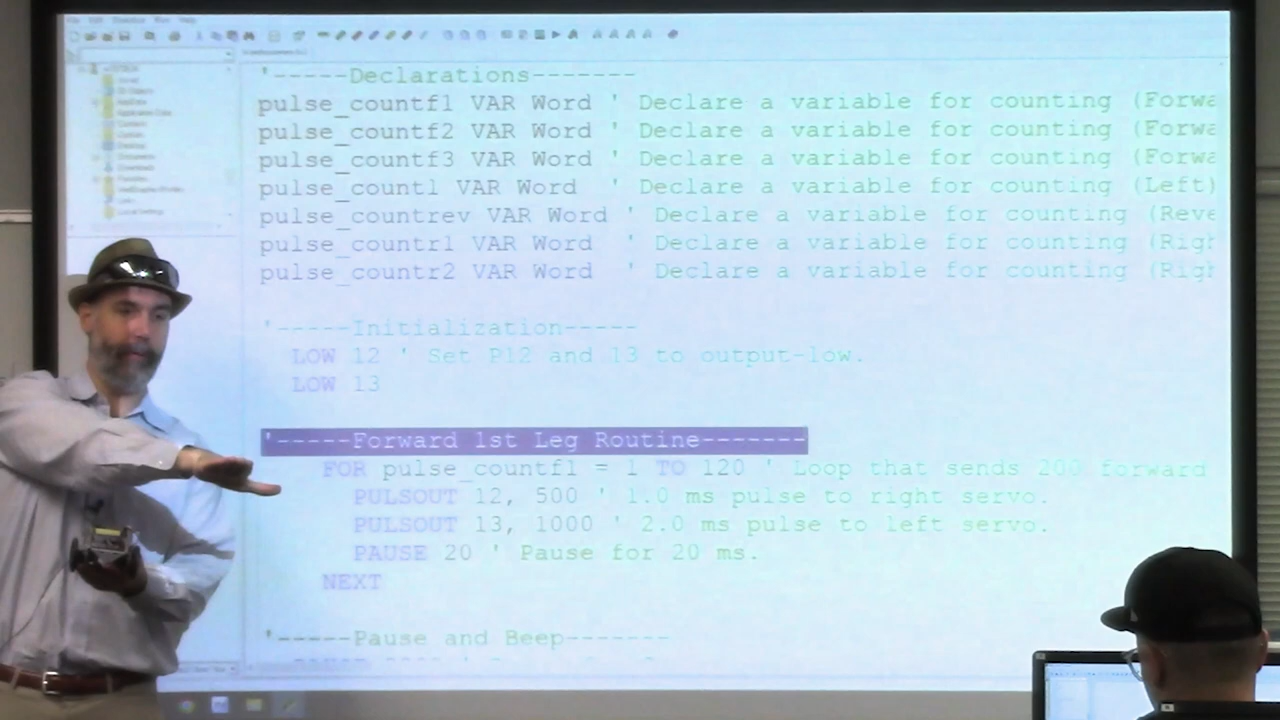 '-----Declarations-------
pulse_countf1 VAR Word ' Declare a variable for counting (Forwa
pulse_countf2 VAR Word ' Declare a variable for counting (Forwa
pulse_countf3 VAR Word ' Declare a variable for counting (Forwa
pulse_countl VAR Word ' Declare a variable for counting (Left)
pulse_countrev VAR Word ' Declare a variable for counting (Reve
pulse_countr1 VAR Word ' Declare a variable for counting (Righ
pulse_countr2 VAR Word ' Declare a variable for counting (Righ
'-----Initialization-----
LOW 12 ' Set P12 and 13 to output-low.
LOW 13
'-----Forward 1st Leg Routine-------
FOR pulse_countf1 = 1 TO 120 ' Loop that sends 200 forward
PULSOUT 12, 500 ' 1.0 ms pulse to right servo.
PULSOUT 13, 1000 ' 2.0 ms pulse to left servo.
PAUSE 20 ' Pause for 20 ms.
NEXT
'-----Pause and Beep-------